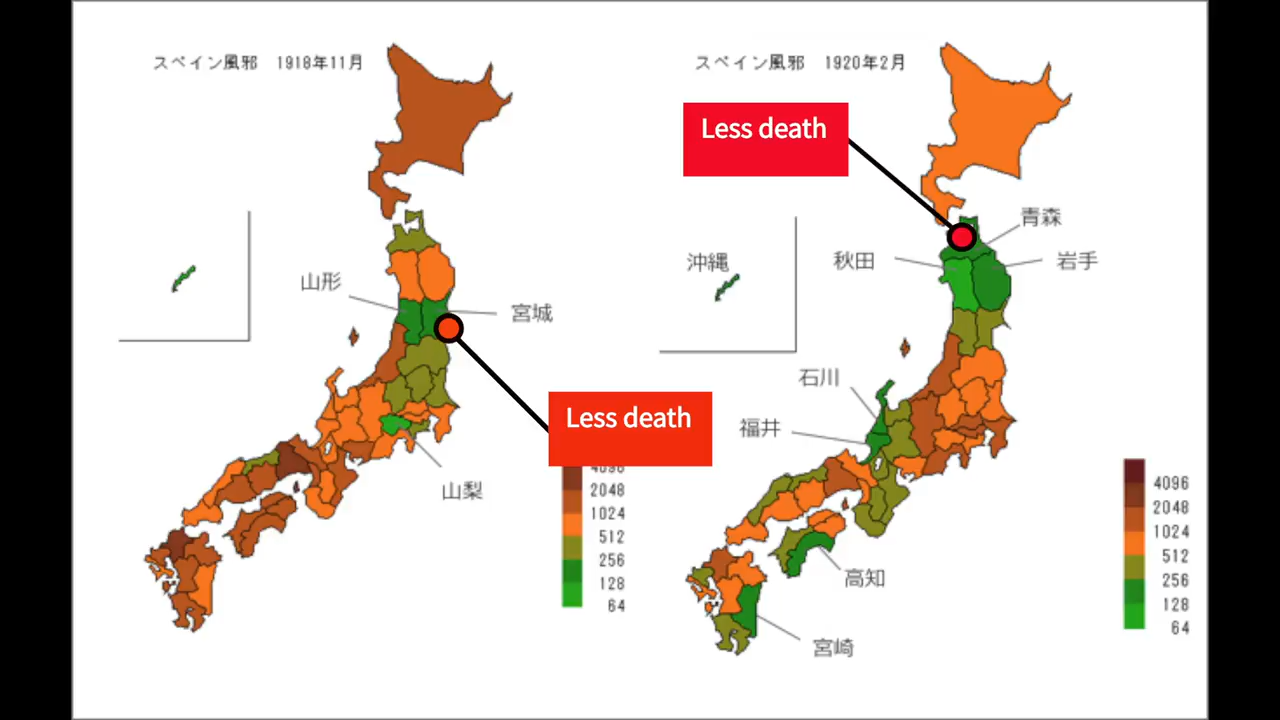 スペイン風邪　1918年11月
山形
宮城
Less death
山梨
4096
2048
1024
512
256
128
64
スペイン風邪　1920年2月
Less death
青森
沖縄
秋田
岩手
石川
福井
高知
宮崎
4096
2048
1024
512
256
128
64